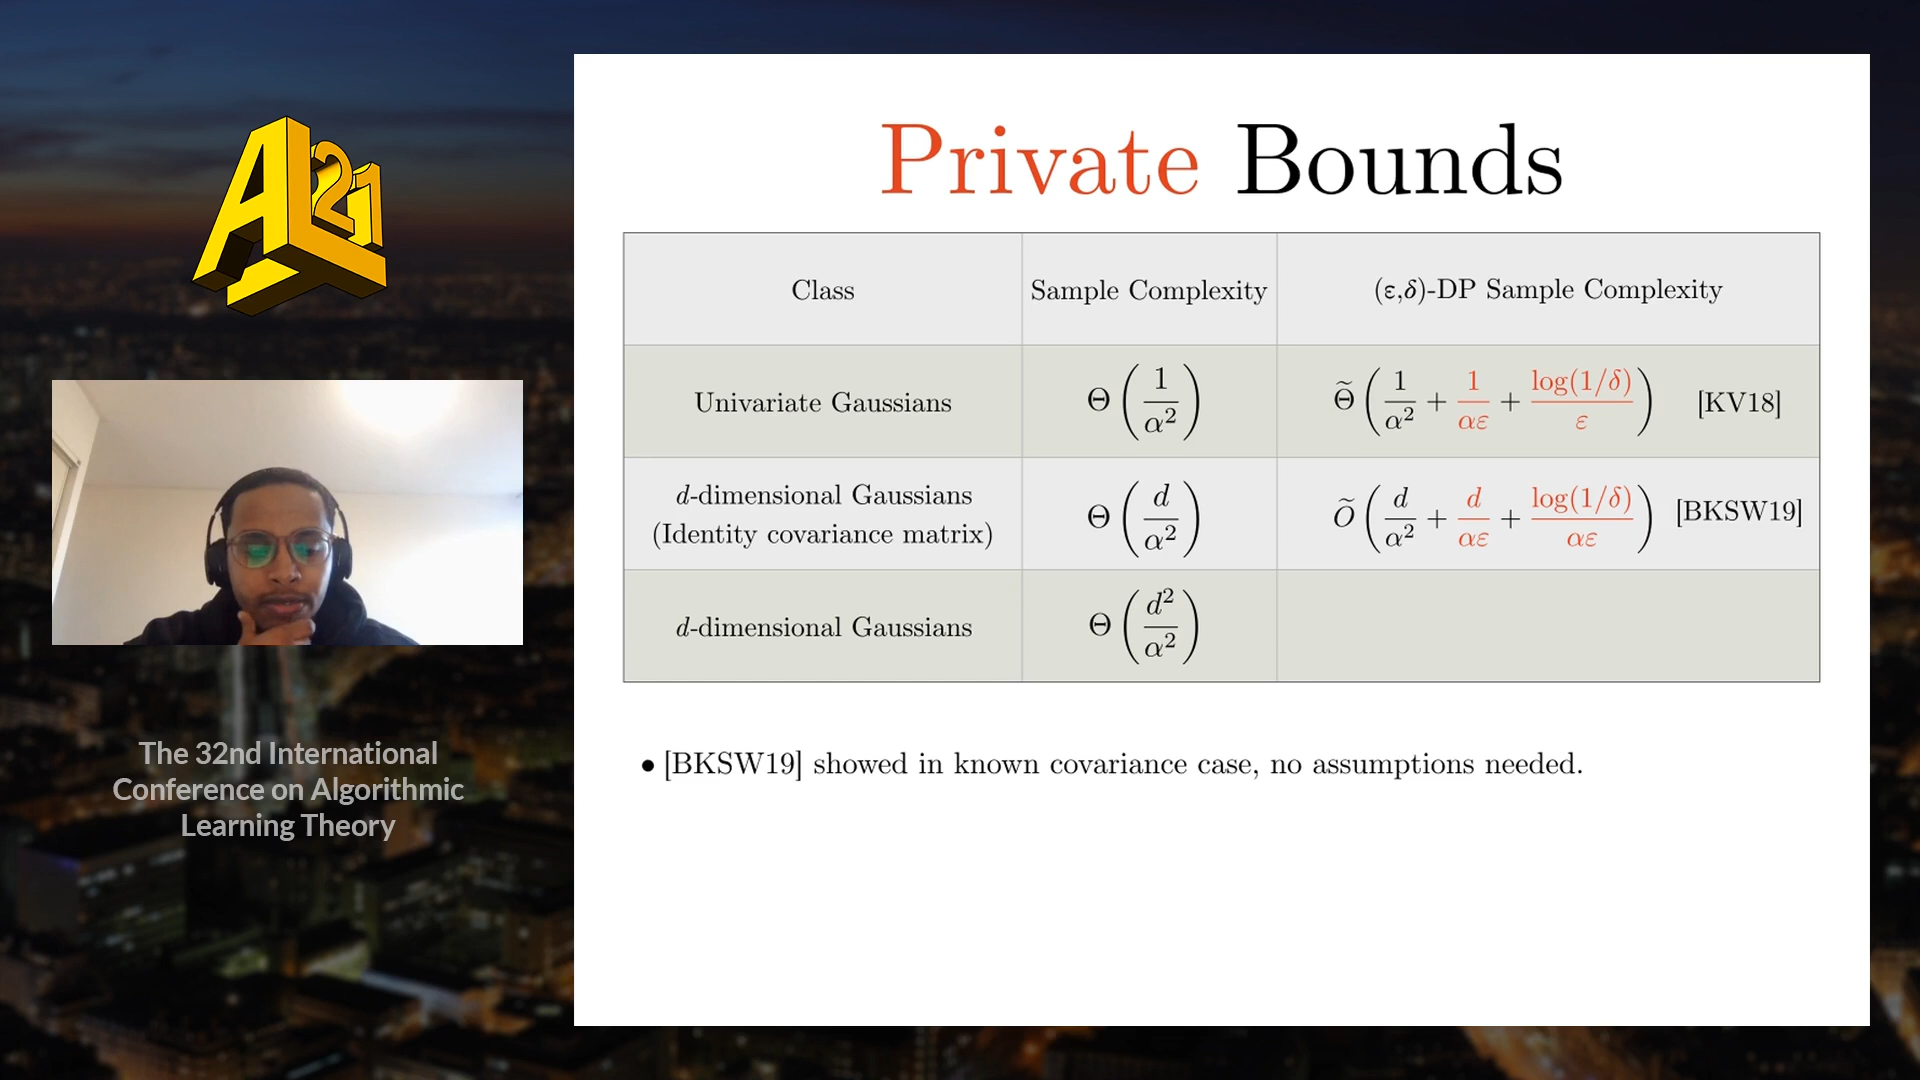 AL
21
T
The 32nd International
Conference on Algorithmic
Learning Theory
Private Bounds
Class Sample Complexity (ε,δ)-DP Sample Complexity
Univariate Gaussians Θ(1/α²) Θ̃(1/α² + 1/αε + log(1/δ)/ε) [KV18]
d-dimensional Gaussians
(Identity covariance matrix) Θ(d/α²) Õ(d/α² + d/αε + log(1/δ)/αε) [BKSW19]
d-dimensional Gaussians Θ(d²/α²)
• [BKSW19] showed in known covariance case, no assumptions needed.